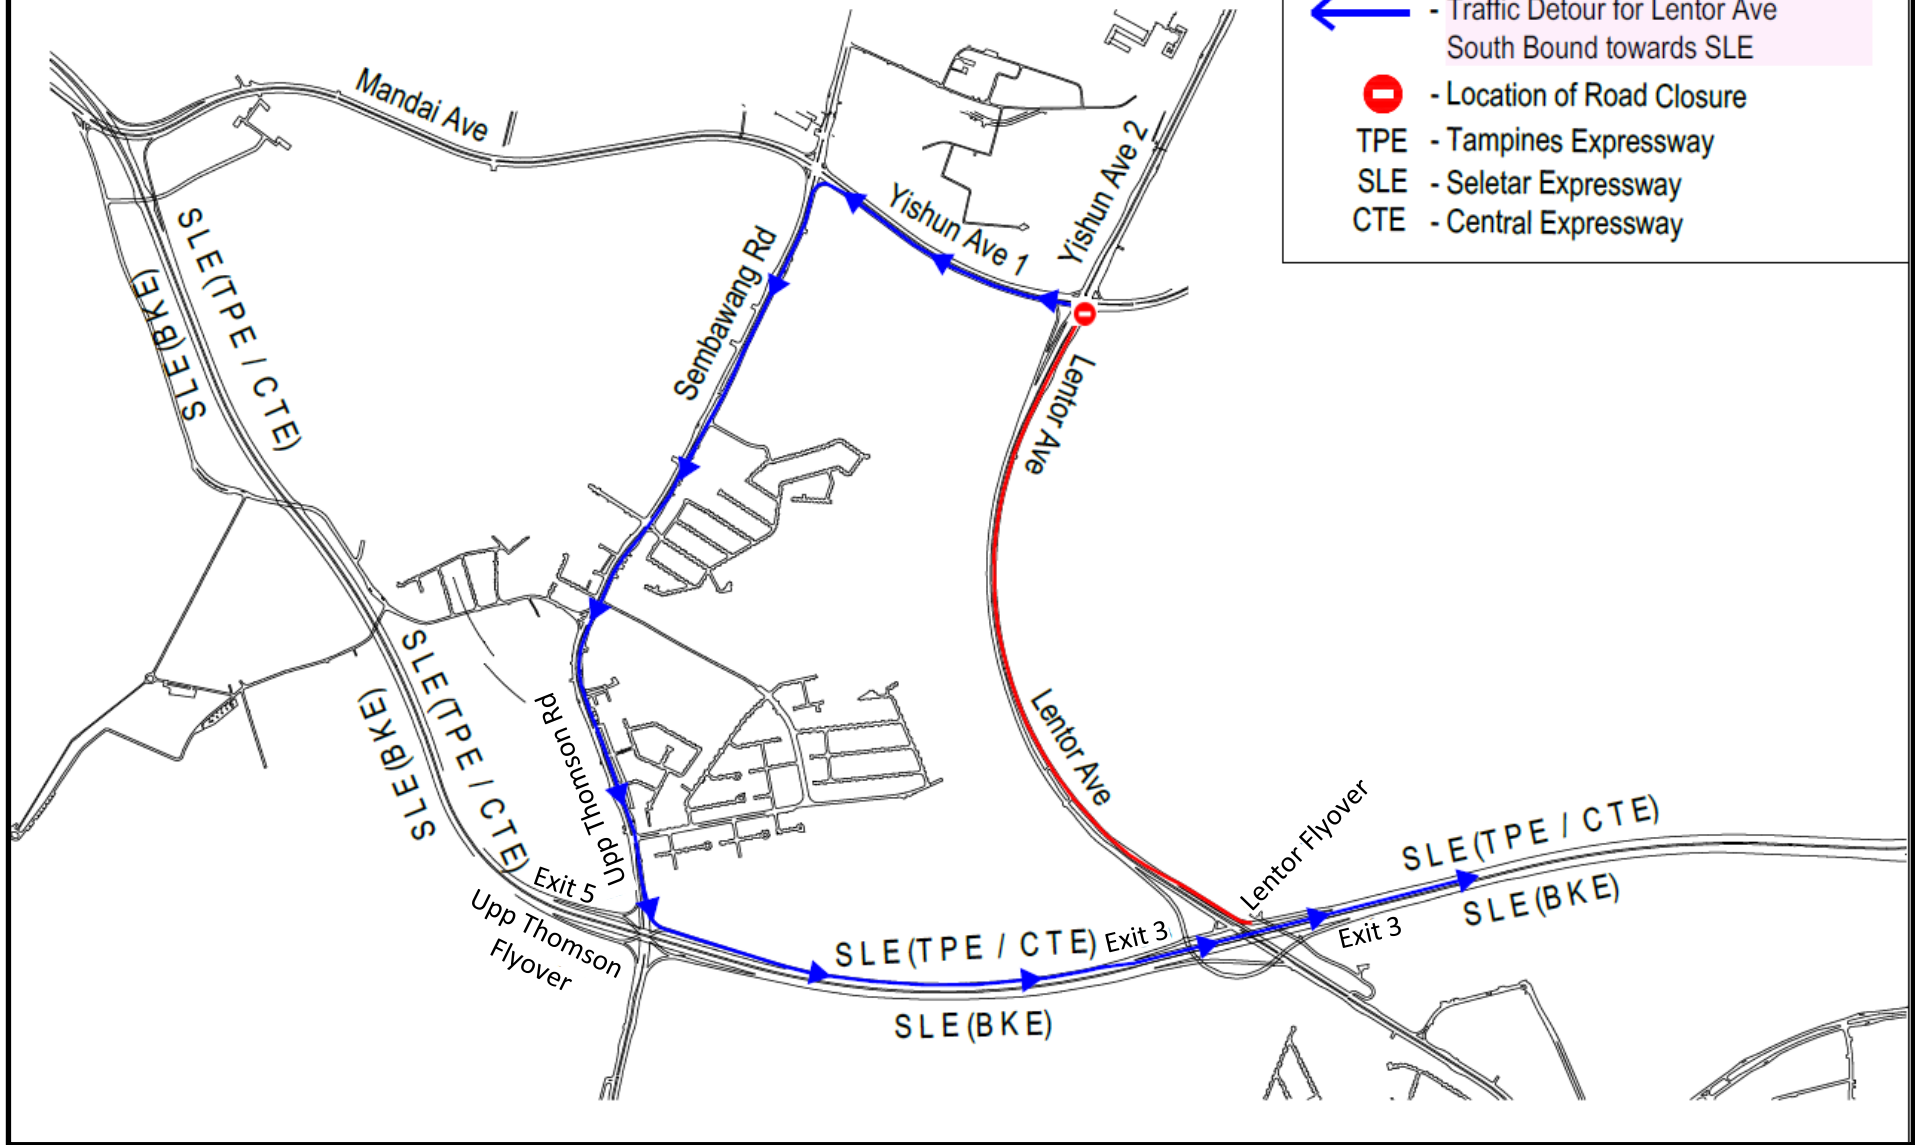 - Traffic Detour for Lentor Ave
South Bound towards SLE
- Location of Road Closure
TPE - Tampines Expressway
SLE - Seletar Expressway
CTE - Central Expressway
Mandai Ave
Yishun Ave 2
Yishun Ave 1
Sembawang Rd
SLE(TPE / CTE)
SLE(BKE)
Lentor Ave
SLE(TPE / CTE)
SLE(BKE)
Upp Thomson Rd
Lentor Ave
Lentor Flyover
Exit 5
Upp Thomson
Flyover
SLE(TPE / CTE)
SLE(BKE)
SLE(TPE / CTE)
Exit 3
Exit 3
SLE(BKE)